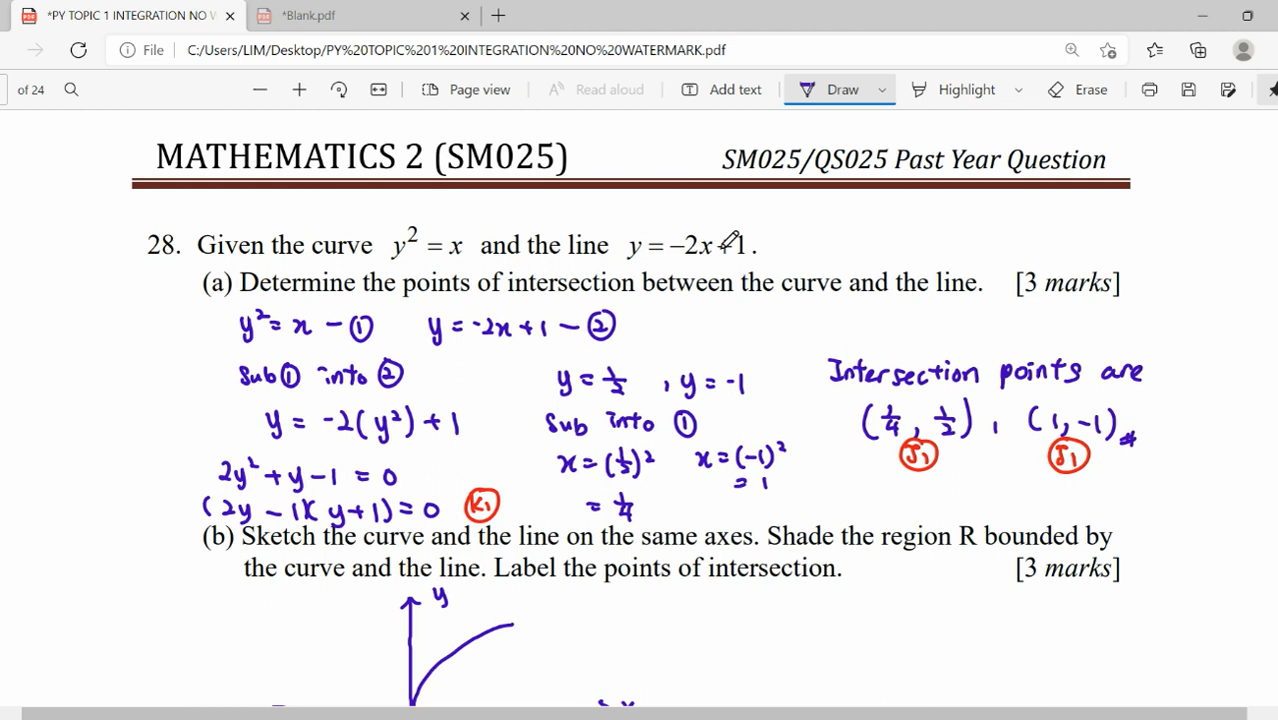 *PY TOPIC 1 INTEGRATION NO W
*Blank.pdf
File C:/Users/LIM/Desktop/PY%20TOPIC%201%20INTEGRATION%20NO%20WATERMARK.pdf
of 24
Page view
Read aloud
Add text
Draw
Highlight
Erase
MATHEMATICS 2 (SM025)
SM025/QS025 Past Year Question
28. Given the curve y² = x and the line y = −2x+1.
(a) Determine the points of intersection between the curve and the line. [3 marks]
y² = x − ① y = -2x + 1 − ②
Sub ① into ②
y = -2(y²) + 1
2y² + y − 1 = 0
(2y − 1)(y + 1) = 0 K1
y = 1/2 , y = -1
Sub into ①
x = (1/2)² x = (-1)²
= 1/4 = 1
Intersection points are
(1/4, 1/2), (1, -1)#
J1 J1
(b) Sketch the curve and the line on the same axes. Shade the region R bounded by
the curve and the line. Label the points of intersection. [3 marks]
y